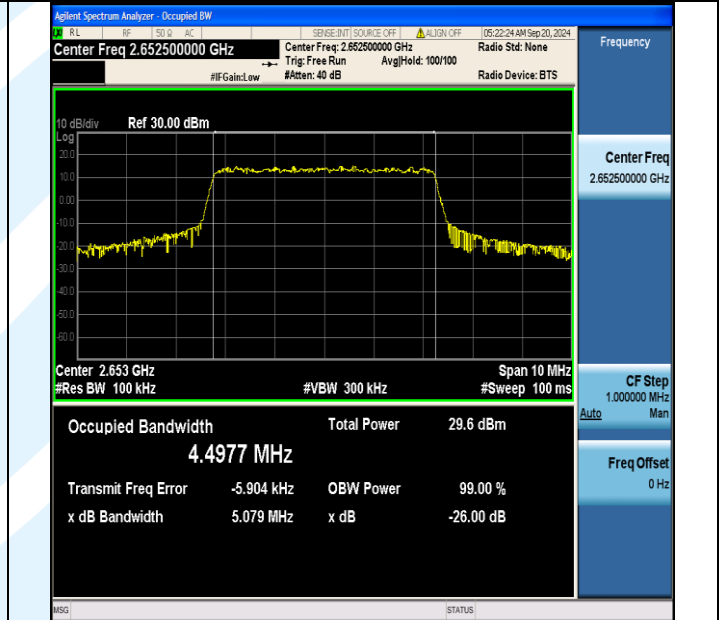 Agilent Spectrum Analyzer - Occupied BW
RL RF 50 Ω AC SENSE:INT SOURCE OFF ALIGN OFF 05:22:24 AM Sep 20, 2024
Center Freq 2.652500000 GHz
Center Freq: 2.652500000 GHz
Radio Std: None
Trig: Free Run Avg|Hold: 100/100
#IFGain:Low #Atten: 40 dB Radio Device: BTS
10 dB/div Ref 30.00 dBm
Log
20.0
10.0
0.00
-10.0
-20.0
-30.0
-40.0
-50.0
-60.0
Center 2.653 GHz Span 10 MHz
#Res BW 100 kHz #VBW 300 kHz #Sweep 100 ms
Occupied Bandwidth Total Power 29.6 dBm
4.4977 MHz
Transmit Freq Error -5.904 kHz OBW Power 99.00 %
x dB Bandwidth 5.079 MHz x dB -26.00 dB
MSG STATUS
Frequency
Center Freq
2.652500000 GHz
CF Step
1.000000 MHz
Auto Man
Freq Offset
0 Hz